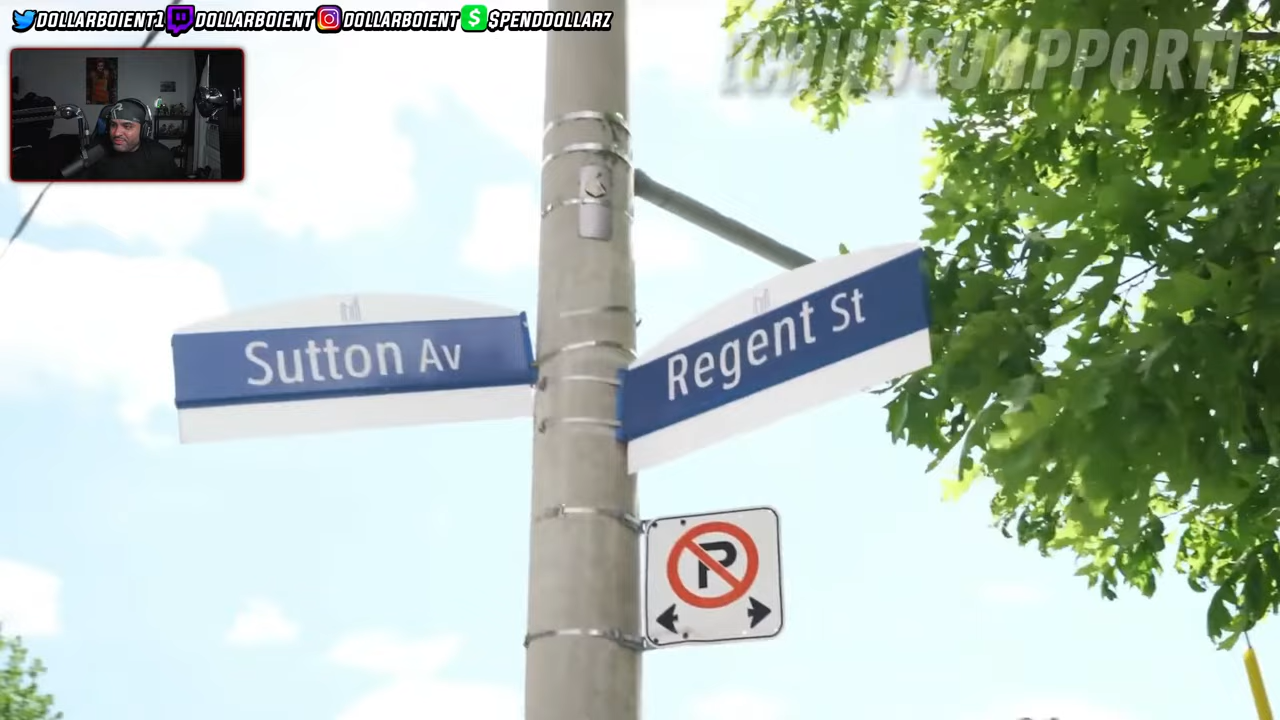 DOLLARBOIENT1 DOLLARBOIENT DOLLARBOIENT $PENDDOLLARZ
Sutton Av
Regent St
P